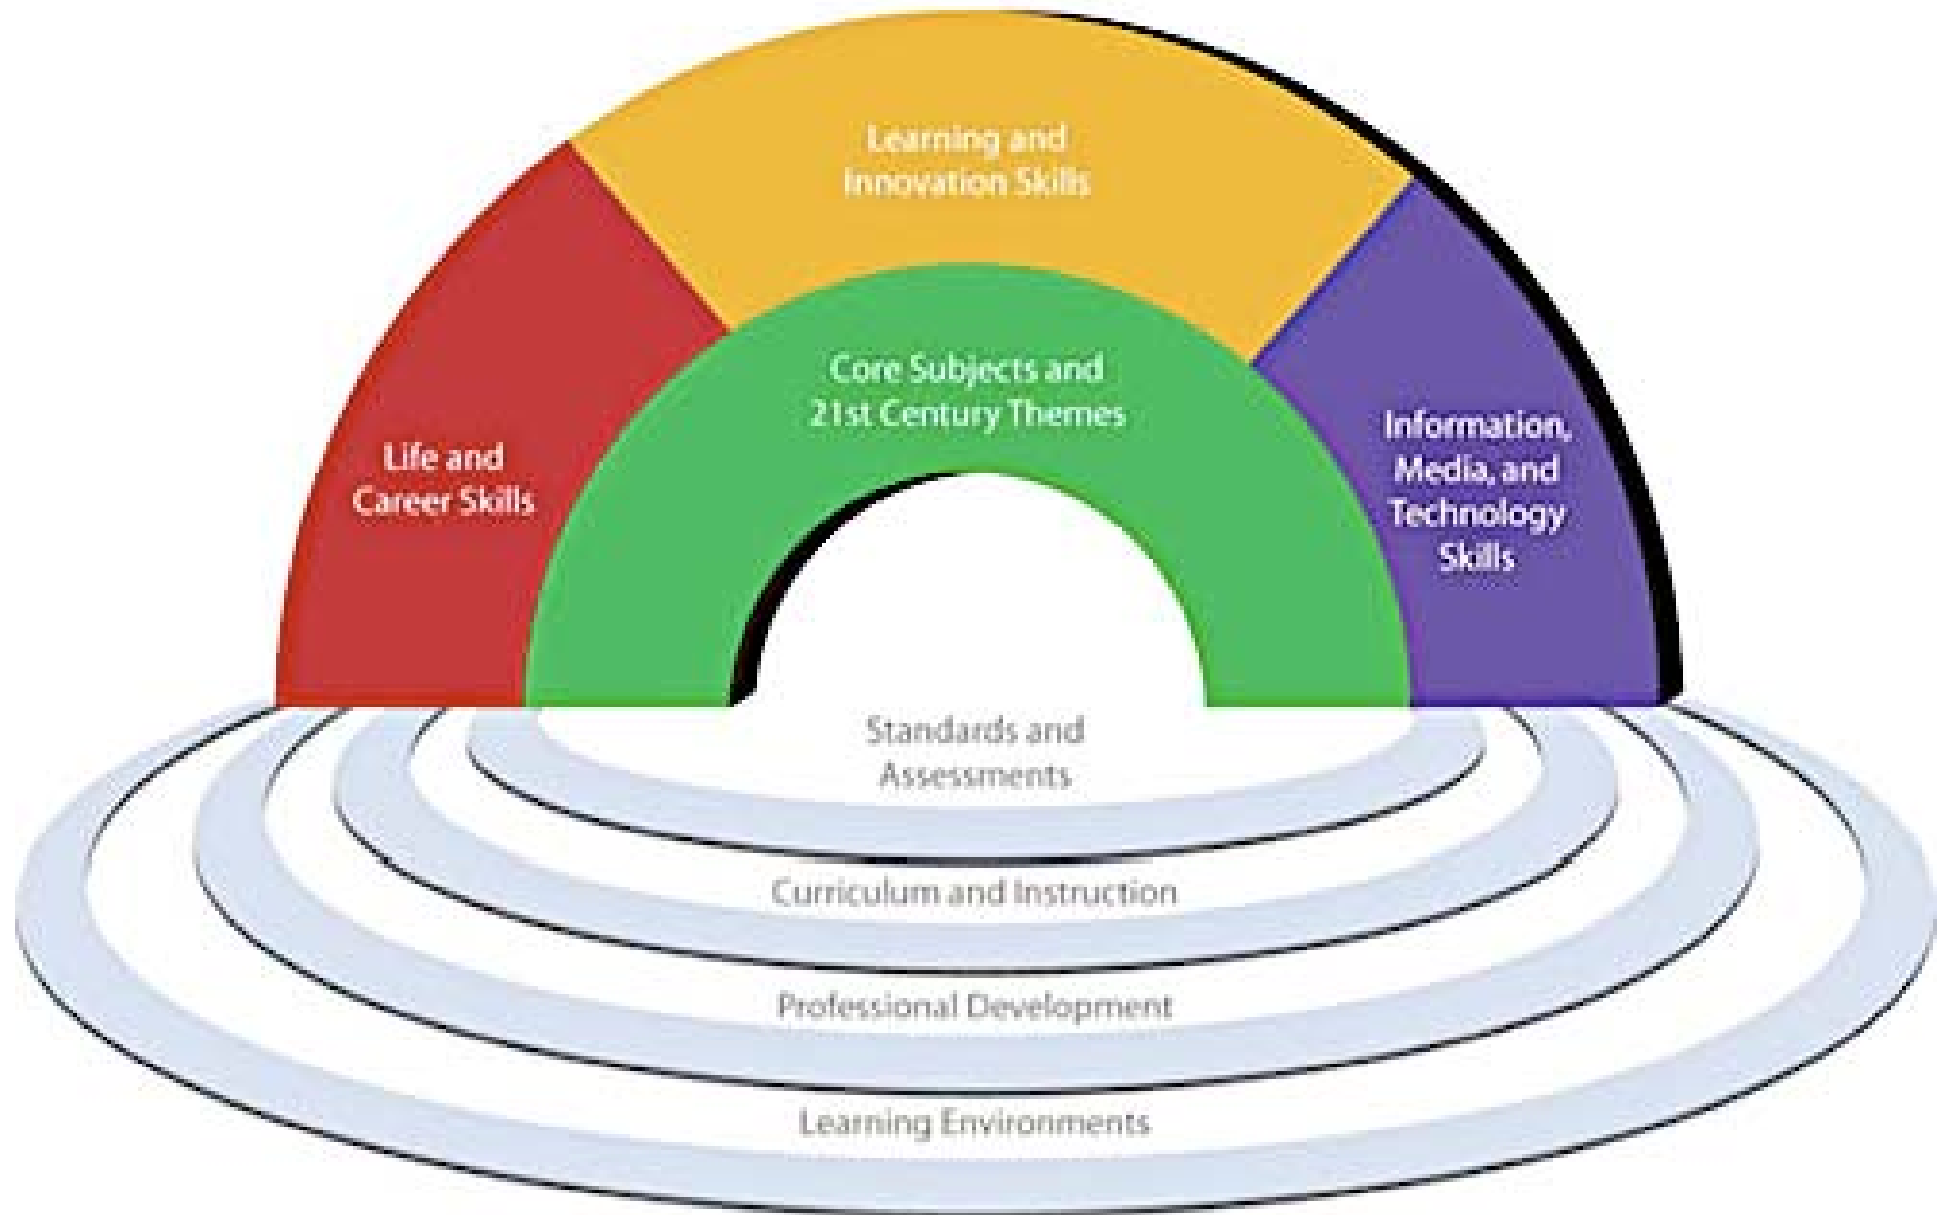 Learning and
Innovation Skills
Core Subjects and
21st Century Themes
Life and
Career Skills
Information,
Media, and
Technology
Skills
Standards and
Assessments
Curriculum and Instruction
Professional Development
Learning Environments